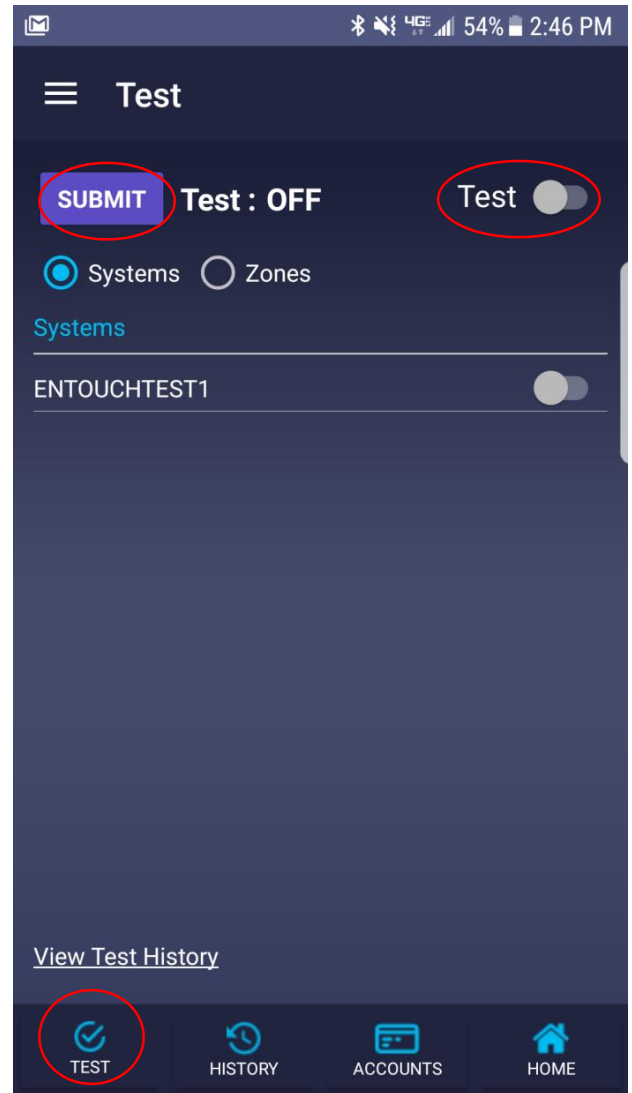 4GE 54% 2:46 PM
Test
SUBMIT Test : OFF Test
Systems Zones
Systems
ENTOUCHTEST1
View Test History
TEST HISTORY ACCOUNTS HOME